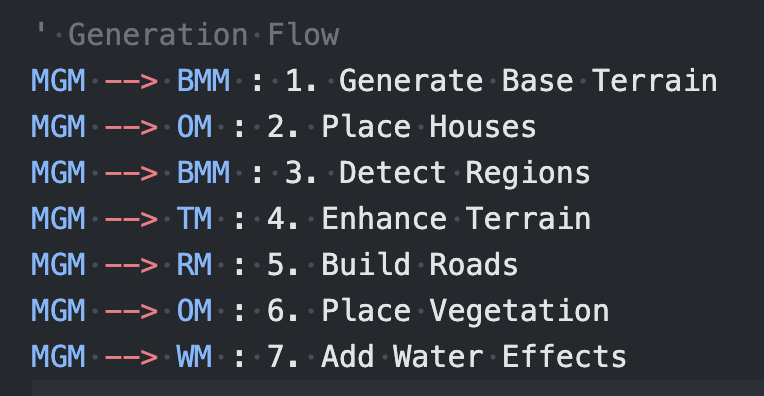 ' Generation Flow
MGM --> BMM : 1. Generate Base Terrain
MGM --> OM : 2. Place Houses
MGM --> BMM : 3. Detect Regions
MGM --> TM : 4. Enhance Terrain
MGM --> RM : 5. Build Roads
MGM --> OM : 6. Place Vegetation
MGM --> WM : 7. Add Water Effects